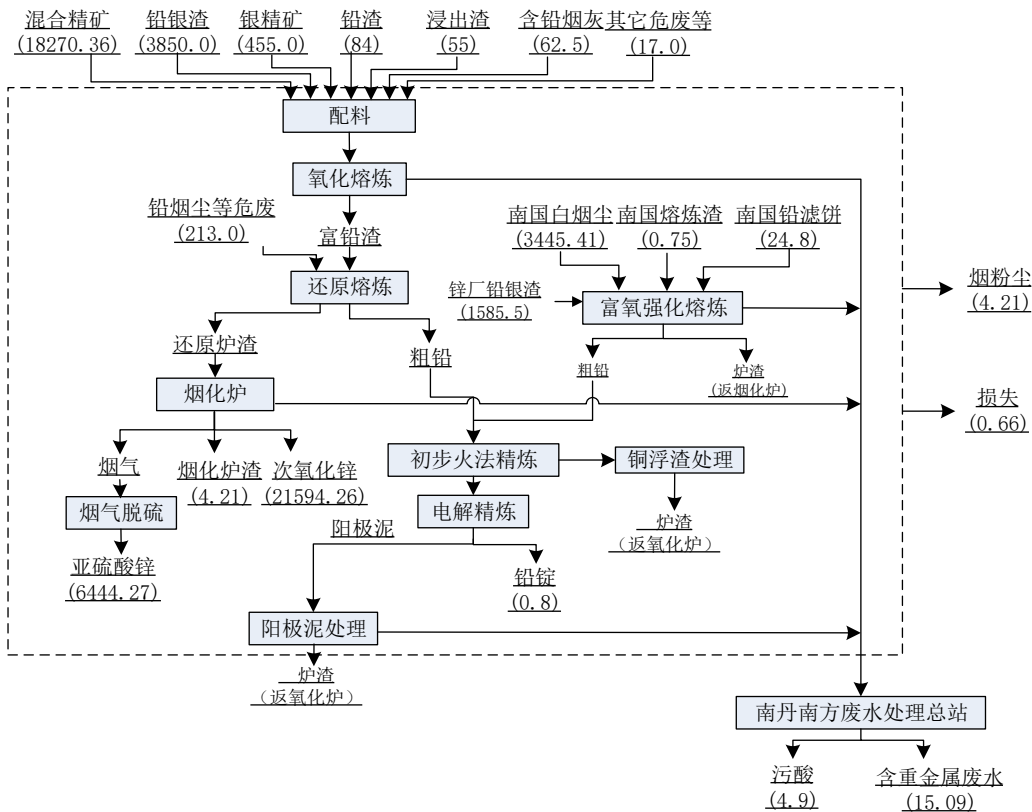 混合精矿
(18270.36)
铅银渣
(3850.0)
银精矿
(455.0)
铅渣
(84)
浸出渣
(55)
含铅烟灰
(62.5)
其它危废等
(17.0)
配料
氧化熔炼
铅烟尘等危废
(213.0)
富铅渣
还原熔炼
南国白烟尘
(3445.41)
南国熔炼渣
(0.75)
南国铅滤饼
(24.8)
锌厂铅银渣
(1585.5)
富氧强化熔炼
烟粉尘
(4.21)
还原炉渣
粗铅
粗铅
炉渣
(返烟化炉)
烟化炉
损失
(0.66)
烟气
烟化炉渣
(4.21)
次氧化锌
(21594.26)
初步火法精炼
铜浮渣处理
烟气脱硫
电解精炼
炉渣
（返氧化炉）
阳极泥
亚硫酸锌
(6444.27)
铅锭
(0.8)
阳极泥处理
炉渣
（返氧化炉）
南丹南方废水处理总站
污酸
(4.9)
含重金属废水
(15.09)